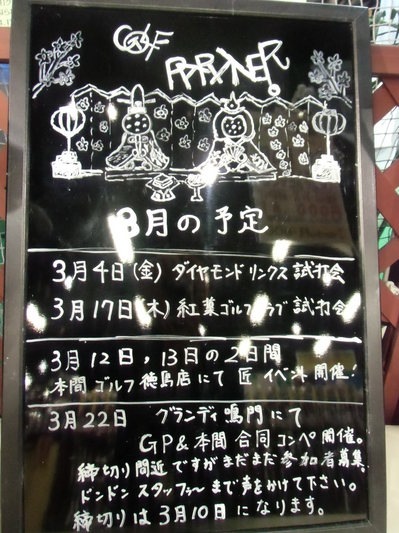 GOLF
PARTNER
3月の予定
3月4日(金) ダイヤモンドリンクス 試打会
3月17日(木) 紅葉ゴルフクラブ 試打会
3月12日,13日の2日間
本間ゴルフ徳島店にて 匠 イベント 開催!
3月22日 グランディ鳴門にて
GP&本間 合同コンペ開催。
締切り間近ですがまだまだ参加者募集
ドンドン スタッフ まで声をかけて下さい。
締切りは3月10日になります。